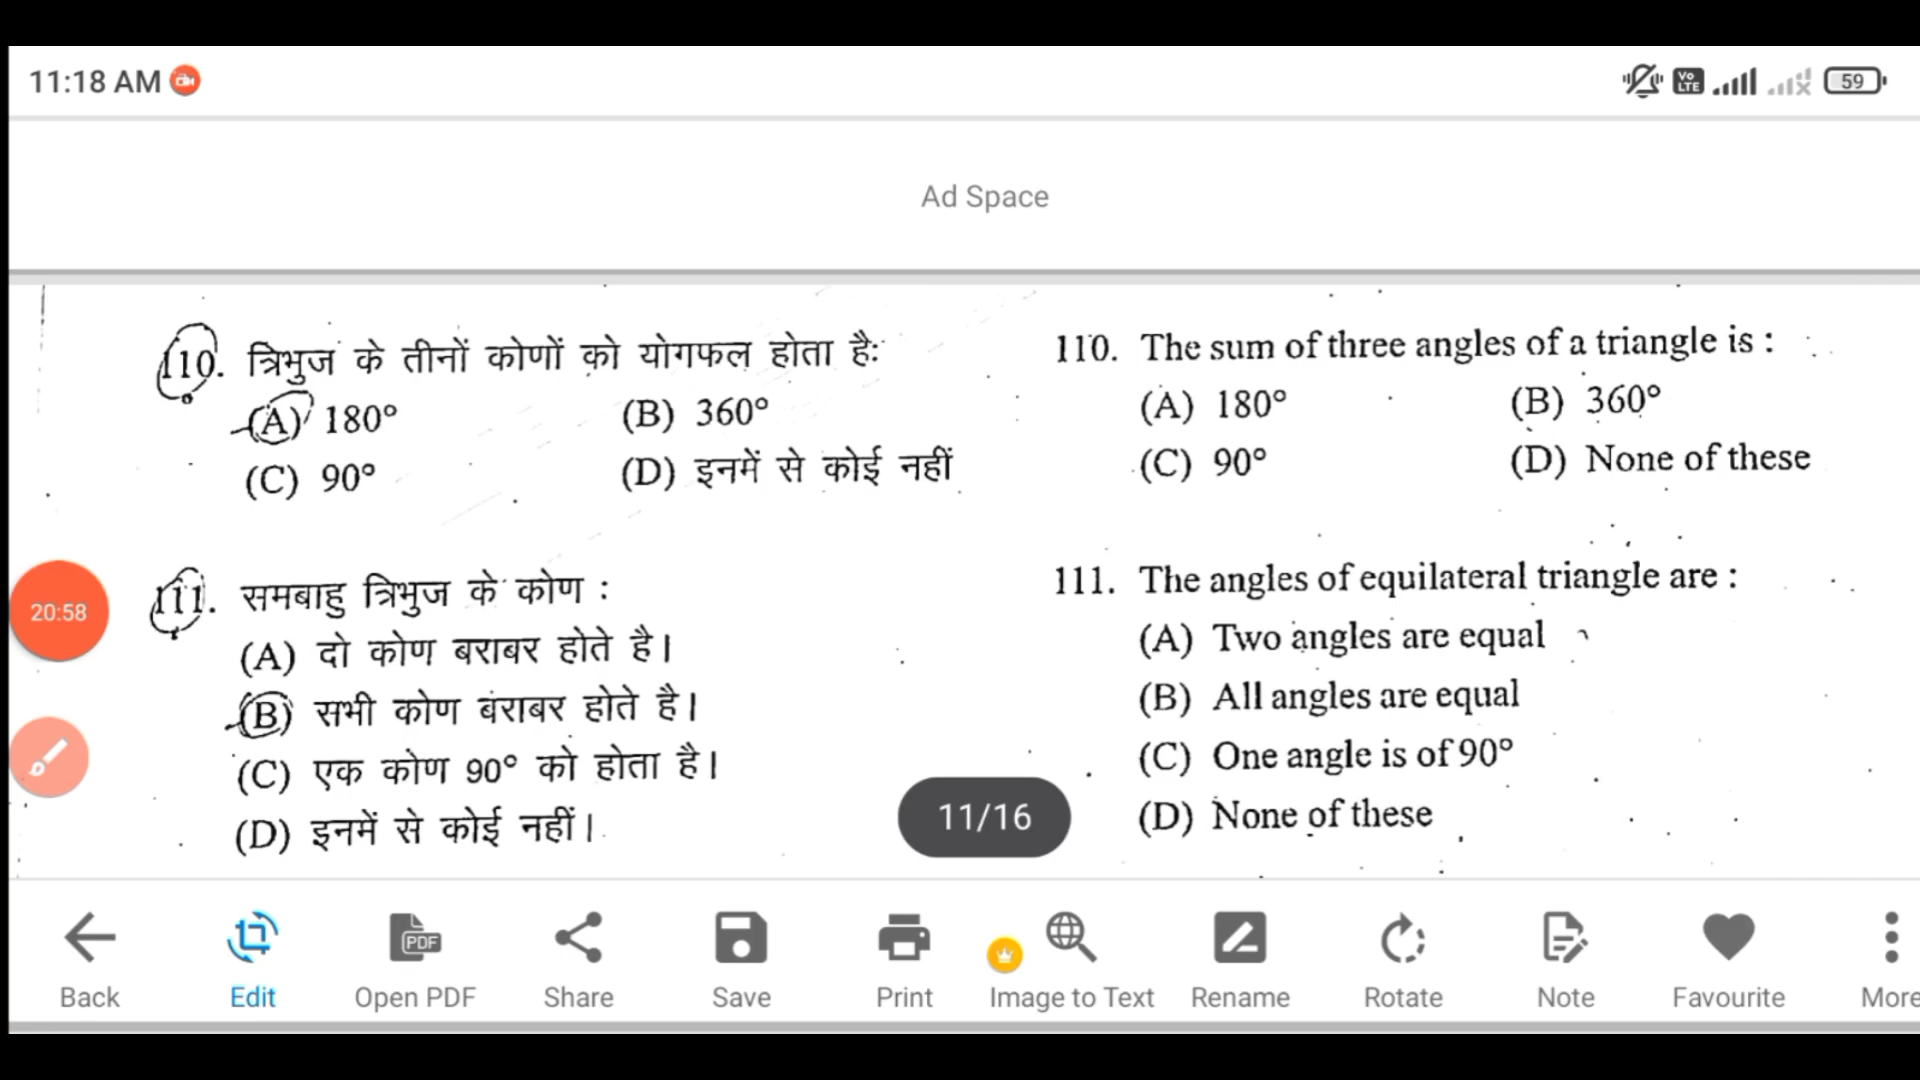 11:18 AM
Vo LTE
59
Ad Space
110. त्रिभुज के तीनों कोणों को योगफल होता हैः
(A) 180° (B) 360°
(C) 90° (D) इनमें से कोई नहीं
111. समबाहु त्रिभुज के कोण :
(A) दो कोण बराबर होते है।
(B) सभी कोण बराबर होते है।
(C) एक कोण 90° को होता है।
(D) इनमें से कोई नहीं।
110. The sum of three angles of a triangle is :
(A) 180° (B) 360°
(C) 90° (D) None of these
111. The angles of equilateral triangle are :
(A) Two angles are equal
(B) All angles are equal
(C) One angle is of 90°
(D) None of these
20:58
11/16
Back
Edit
PDF
Open PDF
Share
Save
Print
Image to Text
Rename
Rotate
Note
Favourite
More